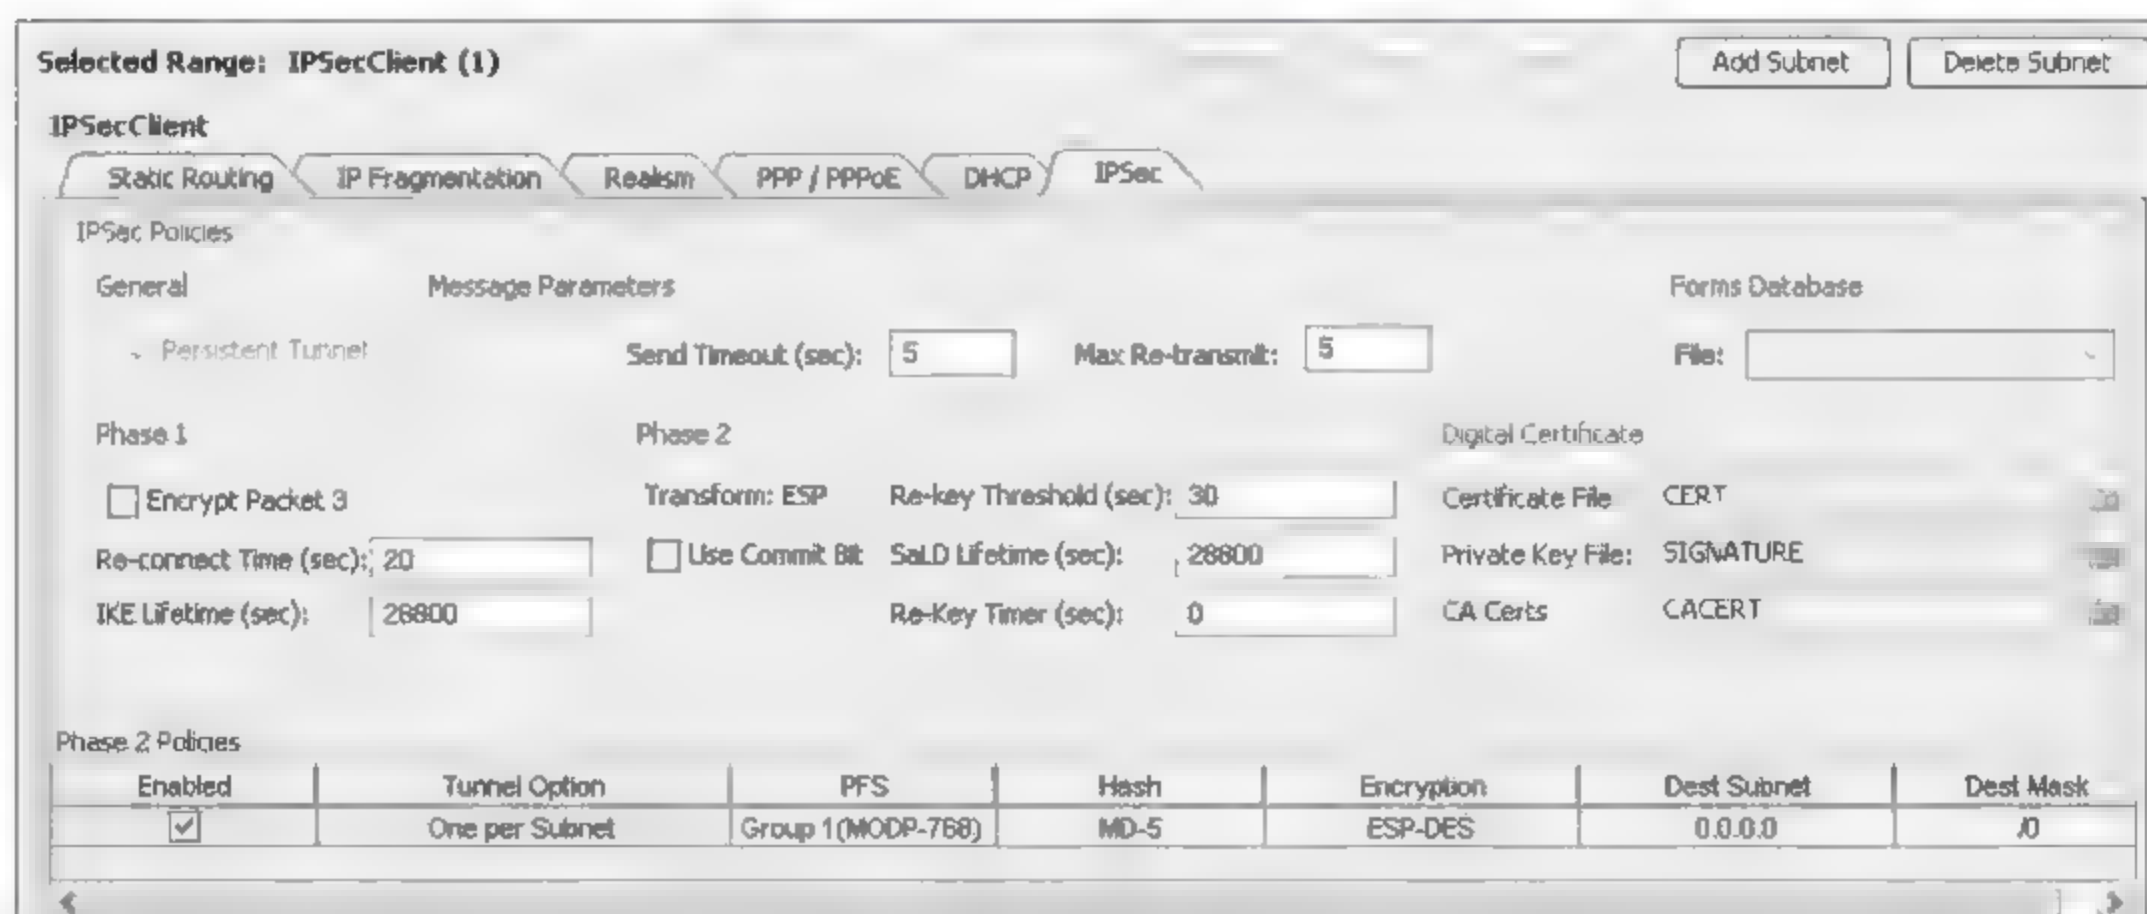 Selected Range: IPSecClient (1)
Add Subnet
Delete Subnet
IPSecClient
Static Routing
IP Fragmentation
Realism
PPP / PPPoE
DHCP
IPSec
IPSec Policies
General
Message Parameters
Forms Database
Persistent Tunnel
Send Timeout (sec): 5
Max Re-transmit: 5
File:
Phase 1
Phase 2
Digital Certificate
Encrypt Packet 3
Transform: ESP
Re-key Threshold (sec): 30
Certificate File
CERT
Re-connect Time (sec): 20
Use Commit Bit
SaLD Lifetime (sec): 28800
Private Key File:
SIGNATURE
IKE Lifetime (sec): 28800
Re-Key Timer (sec): 0
CA Certs
CACERT
Phase 2 Policies
Enabled Tunnel Option PFS Hash Encryption Dest Subnet Dest Mask
One per Subnet Group 1(MODP-768) MD-5 ESP-DES 0.0.0.0 /0